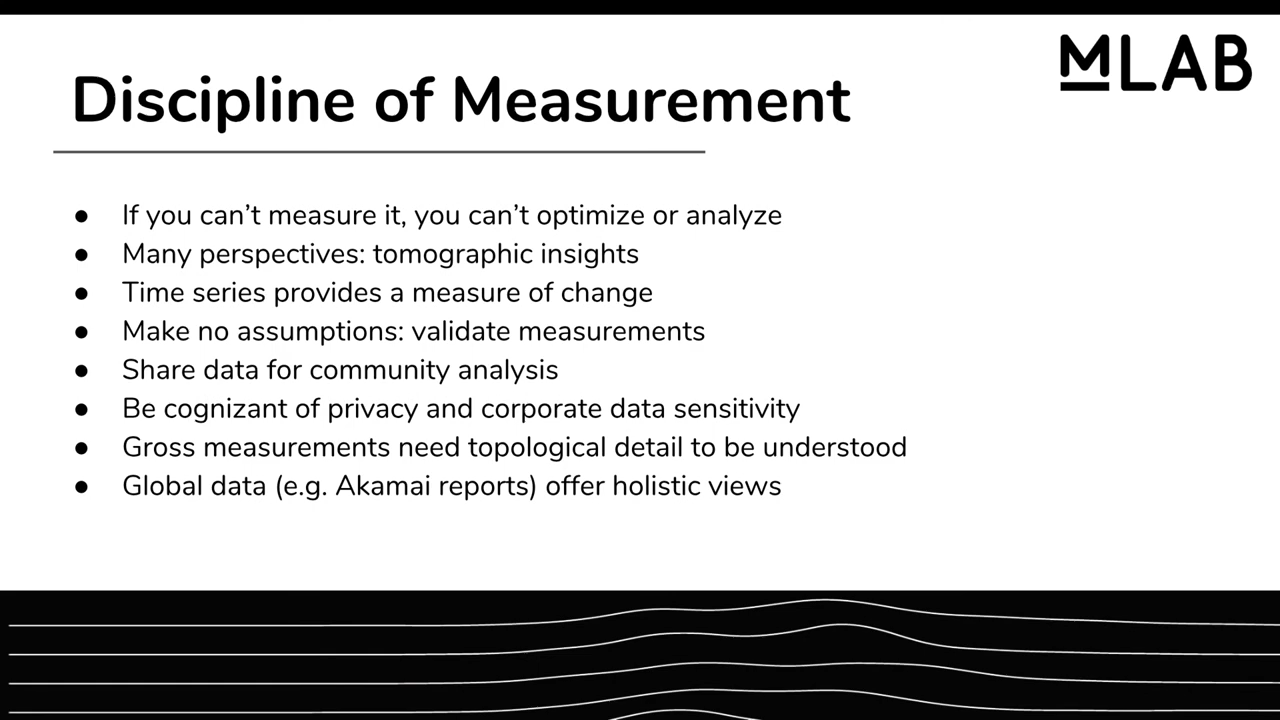 MLAB
Discipline of Measurement
● If you can’t measure it, you can’t optimize or analyze
● Many perspectives: tomographic insights
● Time series provides a measure of change
● Make no assumptions: validate measurements
● Share data for community analysis
● Be cognizant of privacy and corporate data sensitivity
● Gross measurements need topological detail to be understood
● Global data (e.g. Akamai reports) offer holistic views